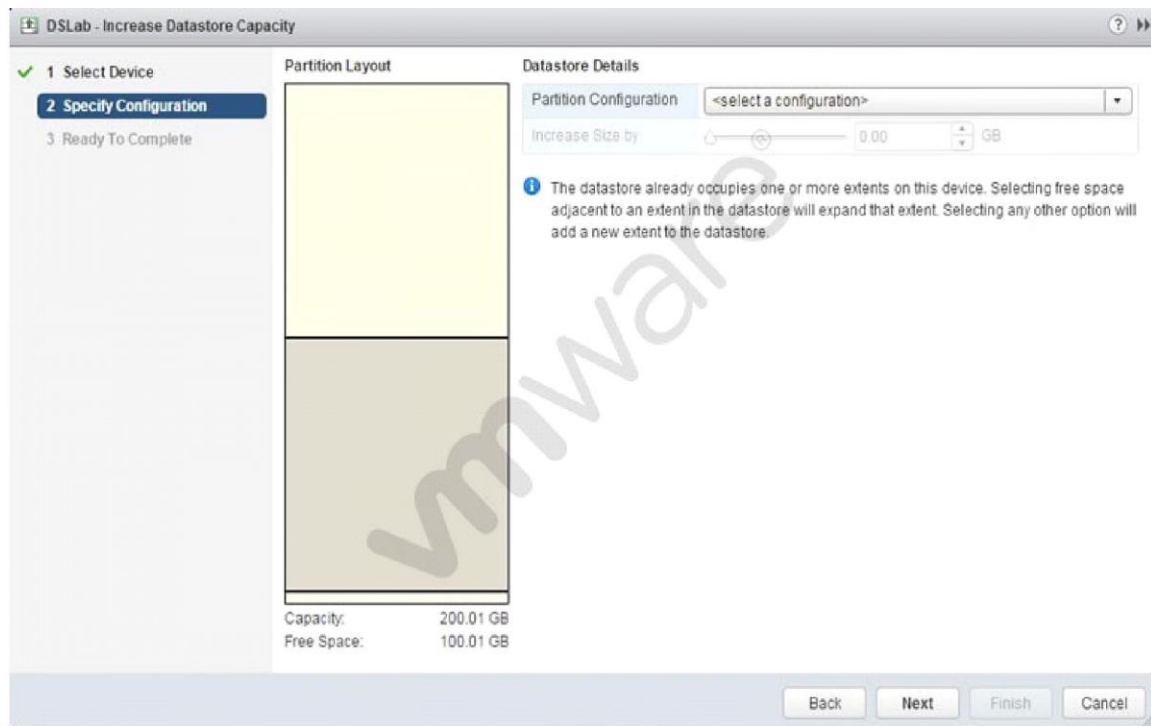 DSLab - Increase Datastore Capacity
?
1 Select Device
2 Specify Configuration
3 Ready To Complete
Partition Layout
Capacity: 200.01 GB
Free Space: 100.01 GB
Datastore Details
Partition Configuration <select a configuration>
Increase Size by 0.00 GB
The datastore already occupies one or more extents on this device. Selecting free space
adjacent to an extent in the datastore will expand that extent. Selecting any other option will
add a new extent to the datastore.
vmware
Back Next Finish Cancel